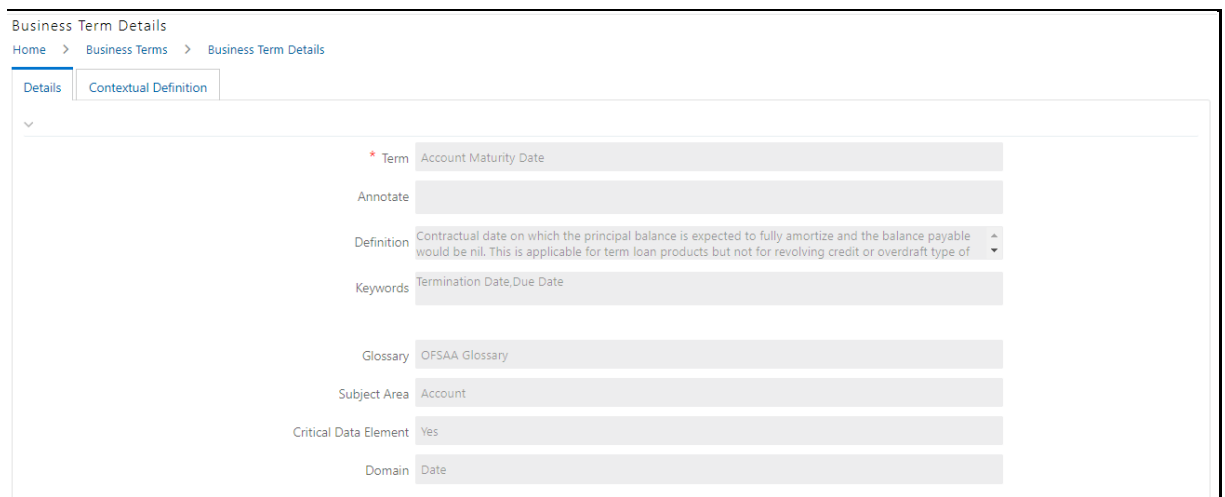 Business Term Details
Home > Business Terms > Business Term Details
Details Contextual Definition
* Term Account Maturity Date
Annotate
Definition Contractual date on which the principal balance is expected to fully amortize and the balance payable
would be nil. This is applicable for term loan products but not for revolving credit or overdraft type of
Keywords Termination Date,Due Date
Glossary OFSAA Glossary
Subject Area Account
Critical Data Element Yes
Domain Date